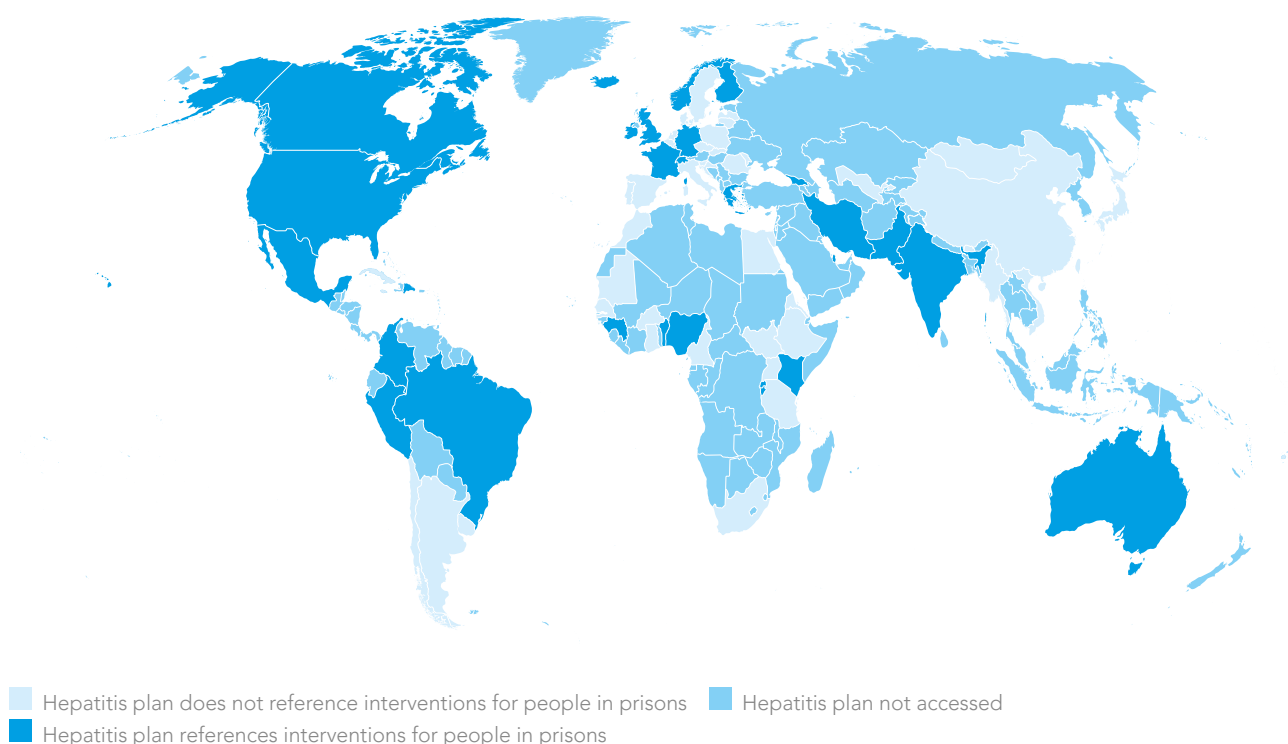 Hepatitis plan does not reference interventions for people in prisons
Hepatitis plan not accessed
Hepatitis plan references interventions for people in prisons